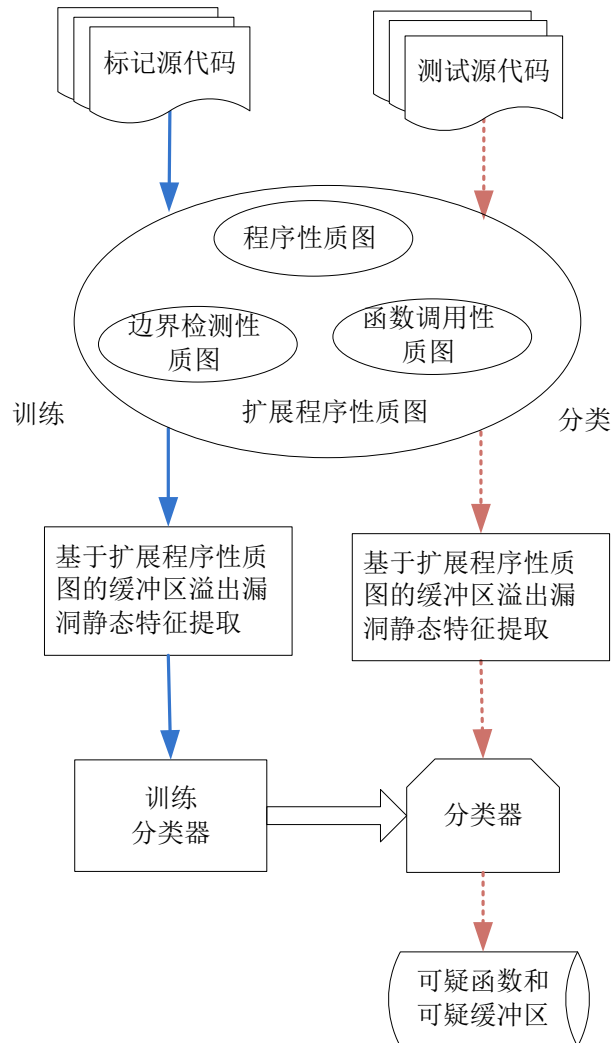 标记源代码
测试源代码
程序性质图
边界检测性
质图
函数调用性
质图
扩展程序性质图
训练
分类
基于扩展程序性质
图的缓冲区溢出漏
洞静态特征提取
基于扩展程序性质
图的缓冲区溢出漏
洞静态特征提取
训练
分类器
分类器
可疑函数和
可疑缓冲区